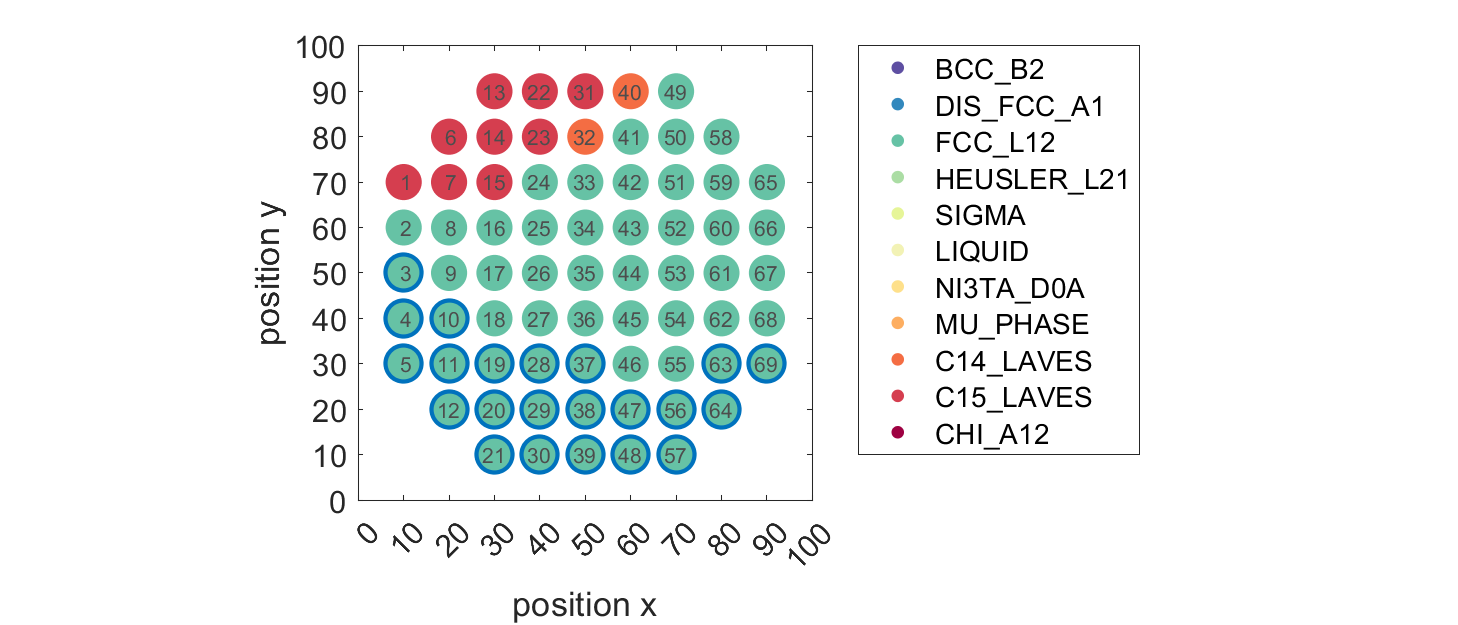 100
90
80
70
60
50
40
30
20
10
0
position y
13 22 31 40 49
6 14 23 32 41 50 58
1 7 15 24 33 42 51 59 65
2 8 16 25 34 43 52 60 66
3 9 17 26 35 44 53 61 67
4 10 18 27 36 45 54 62 68
5 11 19 28 37 46 55 63 69
12 20 29 38 47 56 64
21 30 39 48 57
0 10 20 30 40 50 60 70 80 90 100
position x
BCC_B2
DIS_FCC_A1
FCC_L12
HEUSLER_L21
SIGMA
LIQUID
NI3TA_D0A
MU_PHASE
C14_LAVES
C15_LAVES
CHI_A12